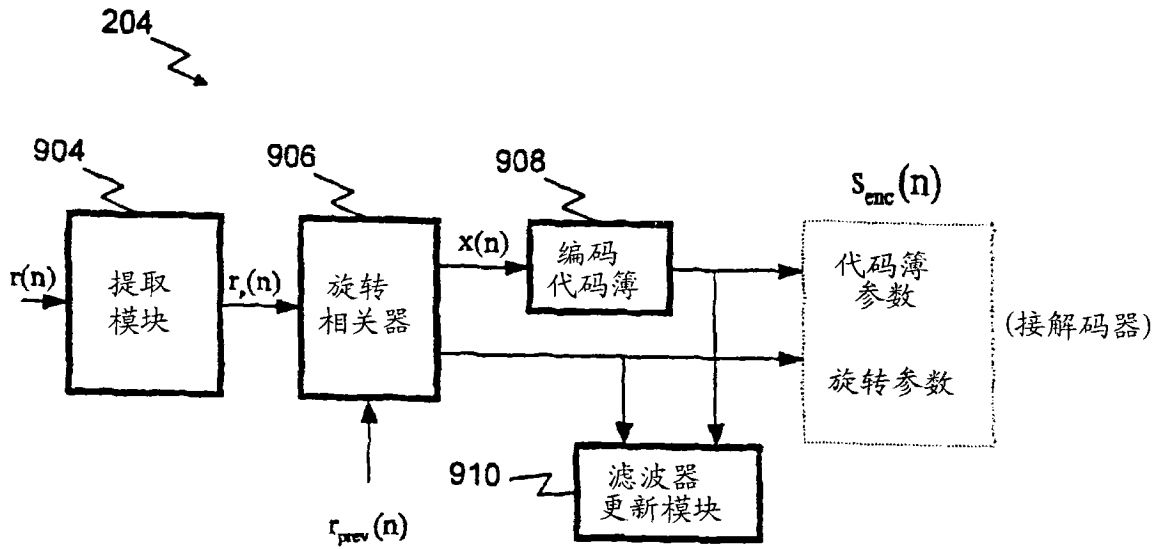 204
904
906
908
s_enc(n)
r(n)
提取
模块
r_p(n)
旋转
相关器
x(n)
编码
代码簿
代码簿
参数
旋转参数
(接解码器)
910
滤波器
更新模块
r_prev(n)